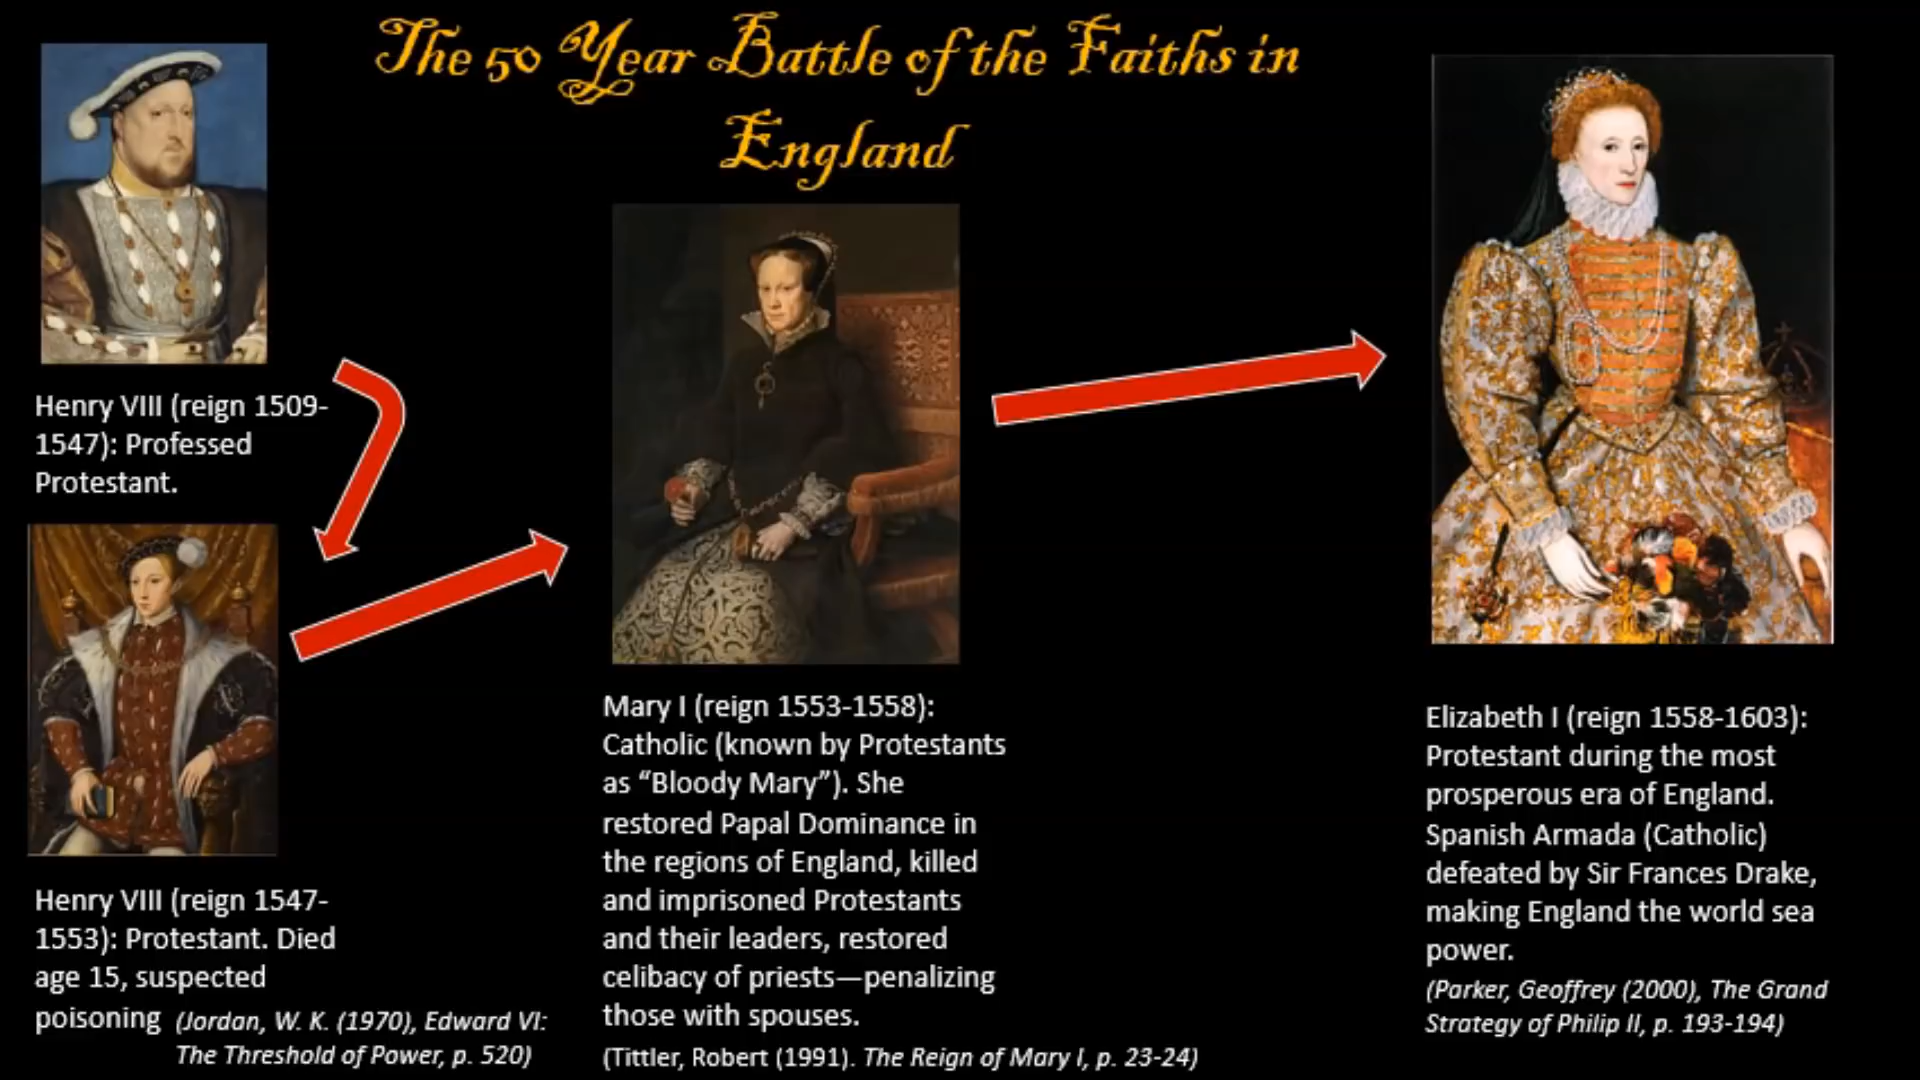 The 50 Year Battle of the Faiths in
England
Henry VIII (reign 1509-
1547): Professed
Protestant.
Henry VIII (reign 1547-
1553): Protestant. Died
age 15, suspected
poisoning (Jordan, W. K. (1970), Edward VI:
The Threshold of Power, p. 520)
Mary I (reign 1553-1558):
Catholic (known by Protestants
as “Bloody Mary”). She
restored Papal Dominance in
the regions of England, killed
and imprisoned Protestants
and their leaders, restored
celibacy of priests—penalizing
those with spouses.
(Tittler, Robert (1991). The Reign of Mary I, p. 23-24)
Elizabeth I (reign 1558-1603):
Protestant during the most
prosperous era of England.
Spanish Armada (Catholic)
defeated by Sir Frances Drake,
making England the world sea
power.
(Parker, Geoffrey (2000), The Grand
Strategy of Philip II, p. 193-194)